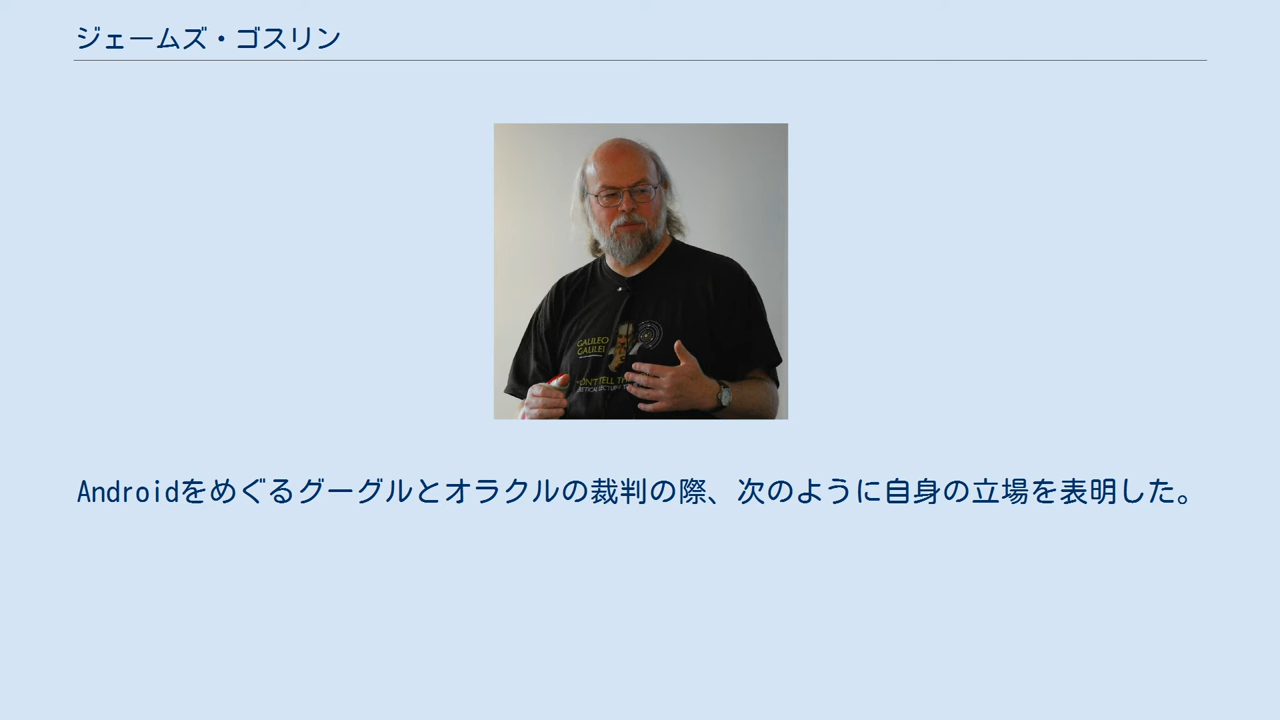 ジェームズ・ゴスリン
GALILEO
GALILEI
Androidをめぐるグーグルとオラクルの裁判の際、次のように自身の立場を表明した。